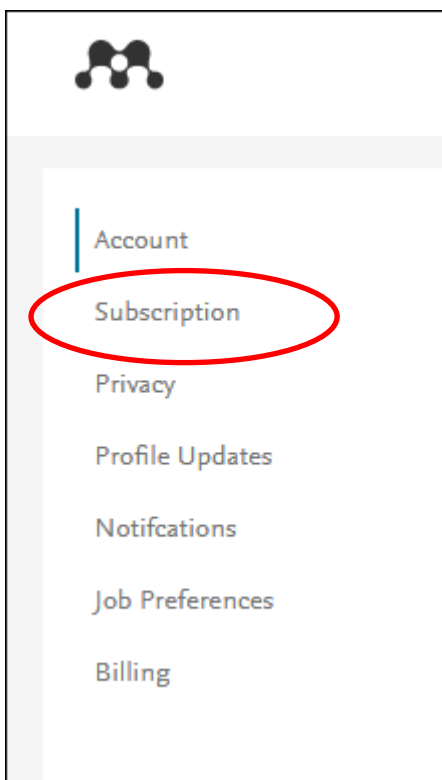 Account
Subscription
Privacy
Profile Updates
Notifcations
Job Preferences
Billing